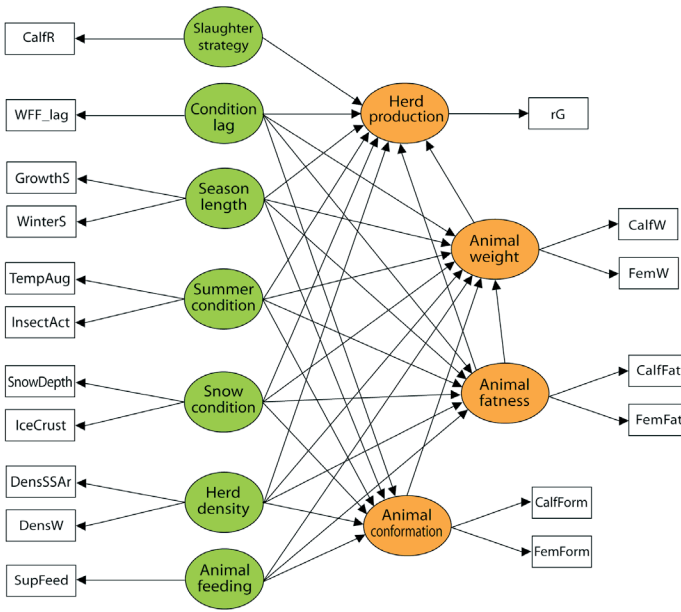 CalfR
Slaughter
strategy
WFF_lag
Condition
lag
Herd
production
rG
GrowthS
WinterS
Season
length
Animal
weight
CalfW
FemW
TempAug
InsectAct
Summer
condition
SnowDepth
IceCrust
Snow
condition
Animal
fatness
CalfFat
FemFat
DensSSAr
DensW
Herd
density
Animal
conformation
CalfForm
FemForm
SupFeed
Animal
feeding